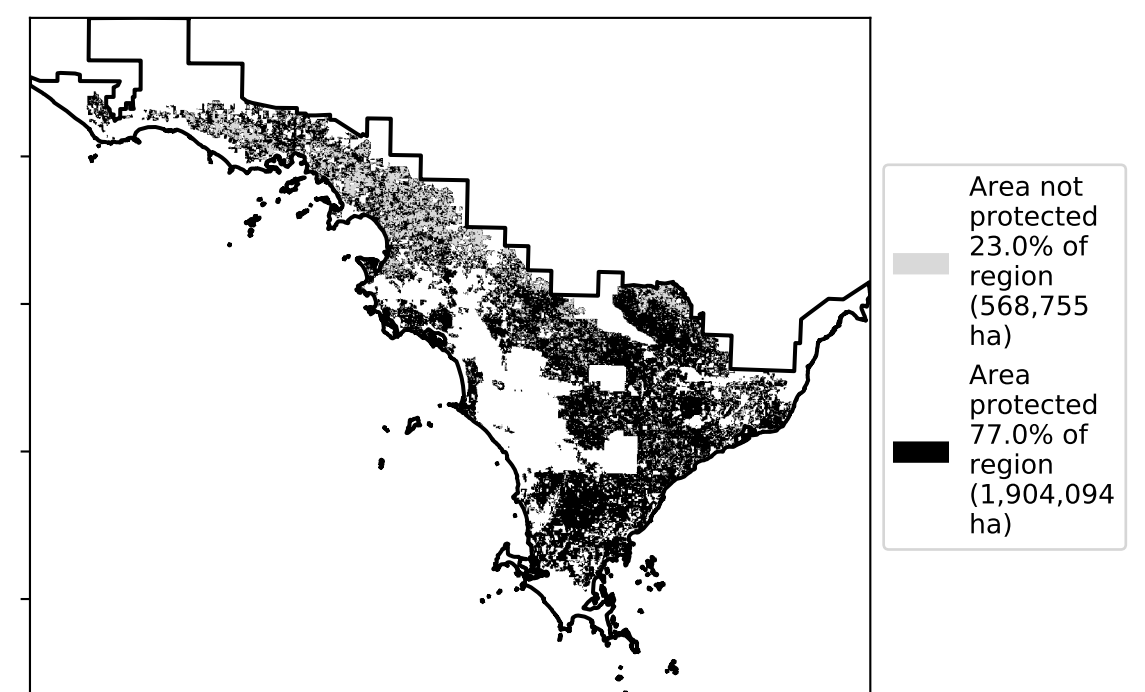 Area not
protected
23.0% of
region
(568,755
ha)
Area
protected
77.0% of
region
(1,904,094
ha)